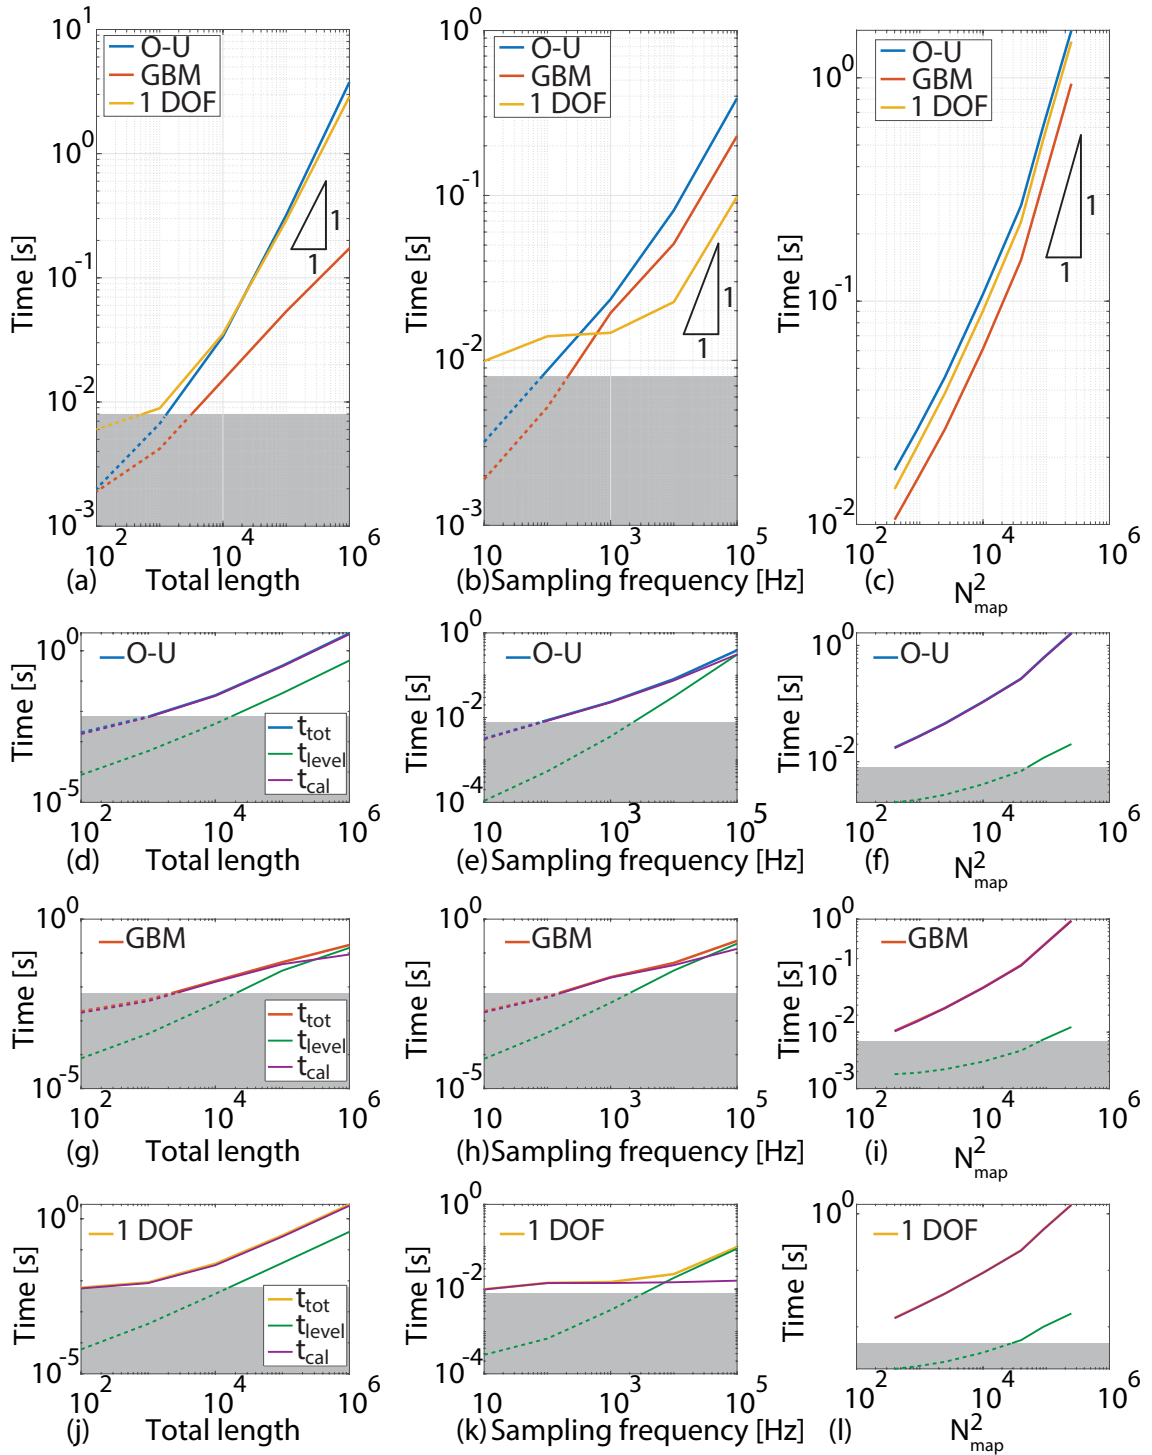 10^1
10^0
10^-1
10^-2
10^-3
Time [s]
O-U
GBM
1 DOF
1
1
10^2
10^4
10^6
(a)
Total length
10^0
10^-1
10^-2
10^-3
Time [s]
O-U
GBM
1 DOF
1
1
10
10^3
10^5
(b)
Sampling frequency [Hz]
10^0
10^-1
10^-2
Time [s]
O-U
GBM
1 DOF
1
1
10^2
10^4
10^6
(c)
N^2_map
10^0
10^-5
Time [s]
O-U
t_tot
t_level
t_cal
10^2
10^4
10^6
(d)
Total length
10^0
10^-2
10^-4
Time [s]
O-U
10
10^3
10^5
(e)
Sampling frequency [Hz]
10^0
10^-2
Time [s]
O-U
10^2
10^4
10^6
(f)
N^2_map
10^0
10^-5
Time [s]
GBM
t_tot
t_level
t_cal
10^2
10^4
10^6
(g)
Total length
10^0
10^-5
Time [s]
GBM
10
10^3
10^5
(h)
Sampling frequency [Hz]
10^0
10^-1
10^-2
10^-3
Time [s]
GBM
10^2
10^4
10^6
(i)
N^2_map
10^0
10^-5
Time [s]
1 DOF
t_tot
t_level
t_cal
10^2
10^4
10^6
(j)
Total length
10^0
10^-2
10^-4
Time [s]
1 DOF
10
10^3
10^5
(k)
Sampling frequency [Hz]
10^0
Time [s]
1 DOF
10^2
10^4
10^6
(l)
N^2_map